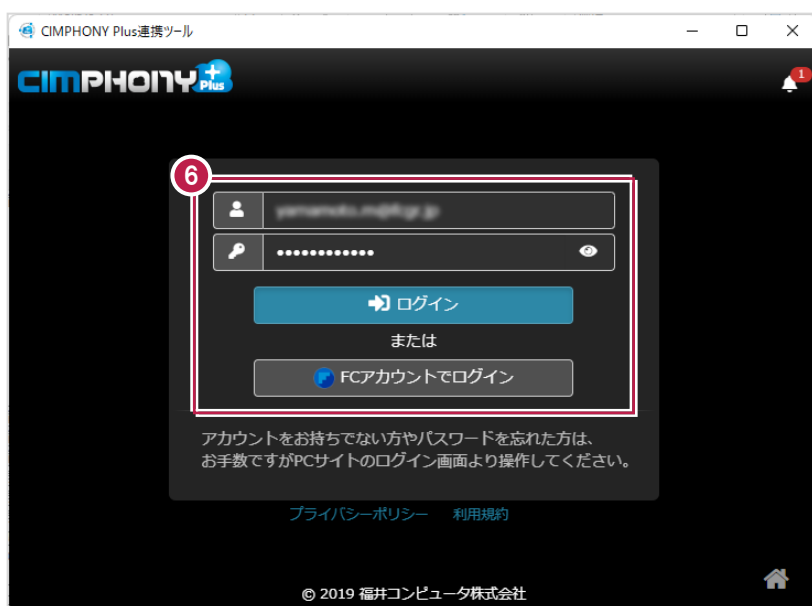 CIMPHONY Plus連携ツール
CIMPHONY Plus
1
6
••••••••••••
ログイン
または
FCアカウントでログイン
アカウントをお持ちでない方やパスワードを忘れた方は、
お手数ですがPCサイトのログイン画面より操作してください。
プライバシーポリシー 利用規約
© 2019 福井コンピュータ株式会社